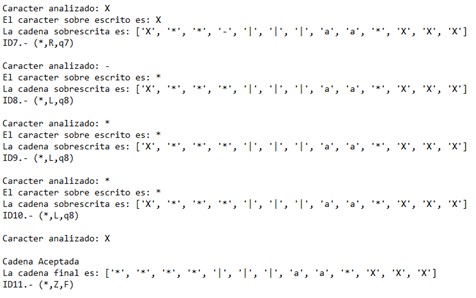 Caracter analizado: X
El caracter sobre escrito es: X
La cadena sobrescrita es: ['X', '*', '*', '-', '|', '|', '|', 'a', 'a', '*', 'X', 'X', 'X']
ID7.- (*,R,q7)
Caracter analizado: -
El caracter sobre escrito es: *
La cadena sobrescrita es: ['X', '*', '*', '*', '|', '|', '|', 'a', 'a', '*', 'X', 'X', 'X']
ID8.- (*,L,q8)
Caracter analizado: *
El caracter sobre escrito es: *
La cadena sobrescrita es: ['X', '*', '*', '*', '|', '|', '|', 'a', 'a', '*', 'X', 'X', 'X']
ID9.- (*,L,q8)
Caracter analizado: *
El caracter sobre escrito es: *
La cadena sobrescrita es: ['X', '*', '*', '*', '|', '|', '|', 'a', 'a', '*', 'X', 'X', 'X']
ID10.- (*,L,q8)
Caracter analizado: X
Cadena Aceptada
La cadena final es: ['*', '*', '*', '*', '|', '|', '|', 'a', 'a', '*', 'X', 'X', 'X']
ID11.- (*,Z,F)